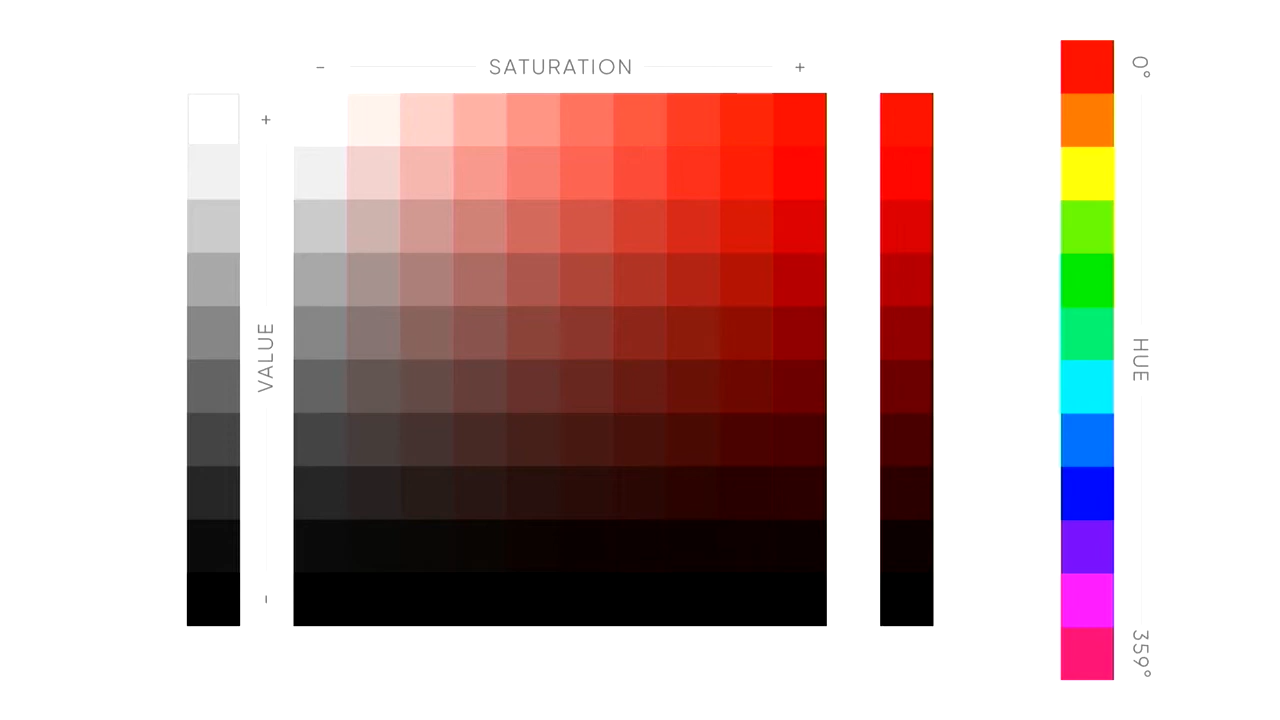 - SATURATION +
+
VALUE
-
0°
HUE
359°